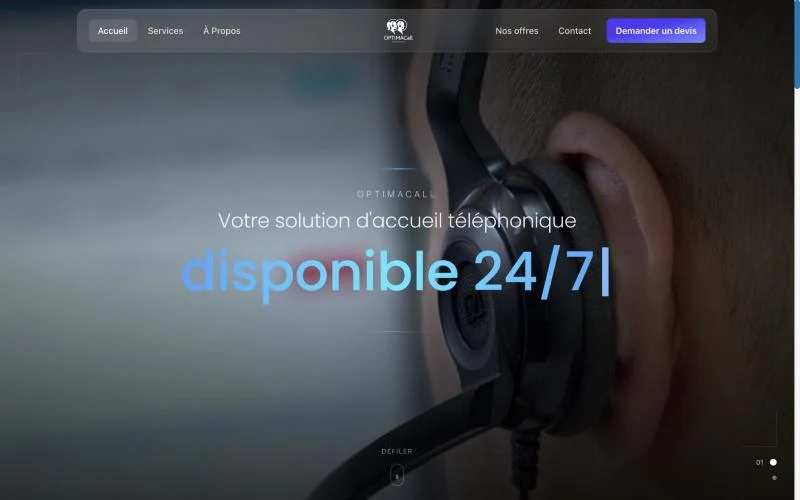 Accueil
Services
À Propos
OPTIMACall
Nos offres
Contact
Demander un devis
OPTIMACALL
Votre solution d'accueil téléphonique
disponible 24/7|
DÉFILER
01